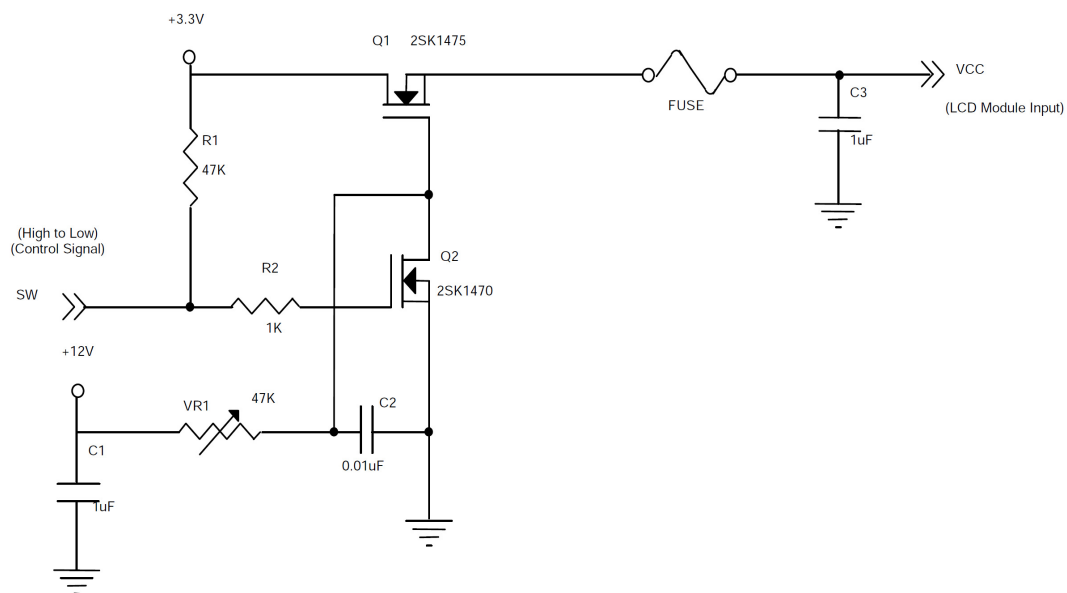 +3.3V
Q1 2SK1475
VCC
FUSE
C3
(LCD Module Input)
R1
1uF
47K
(High to Low)
(Control Signal)
Q2
R2
SW
2SK1470
1K
+12V
47K
VR1
C2
C1
0.01uF
1uF